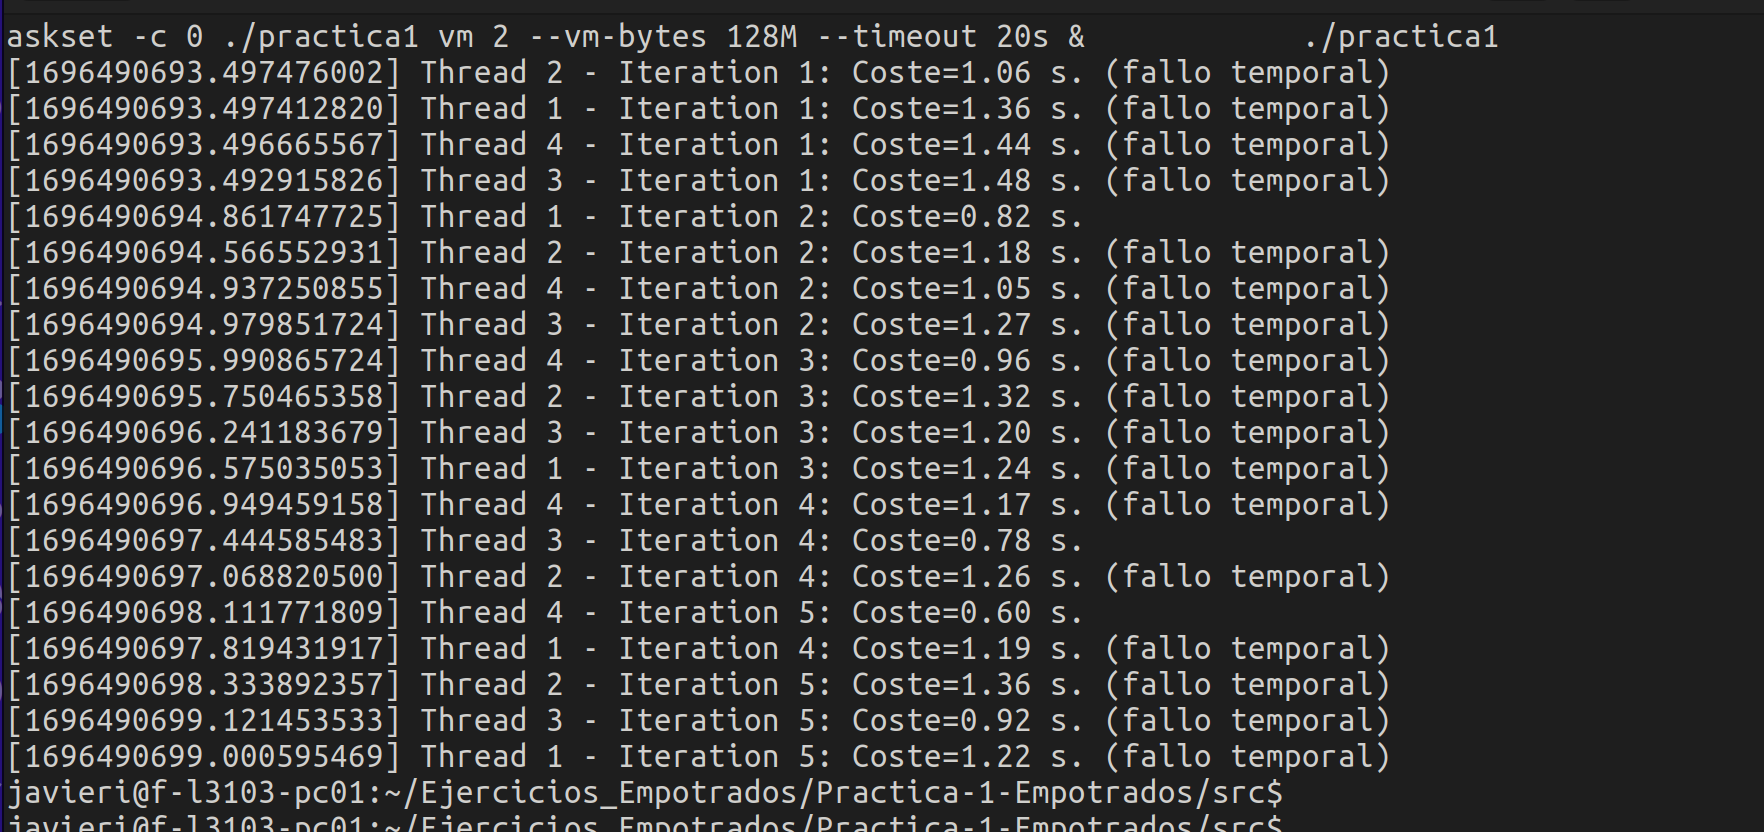 askset -c 0 ./practica1 vm 2 --vm-bytes 128M --timeout 20s &            ./practica1
[1696490693.497476002] Thread 2 - Iteration 1: Coste=1.06 s. (fallo temporal)
[1696490693.497412820] Thread 1 - Iteration 1: Coste=1.36 s. (fallo temporal)
[1696490693.496665567] Thread 4 - Iteration 1: Coste=1.44 s. (fallo temporal)
[1696490693.492915826] Thread 3 - Iteration 1: Coste=1.48 s. (fallo temporal)
[1696490694.861747725] Thread 1 - Iteration 2: Coste=0.82 s.
[1696490694.566552931] Thread 2 - Iteration 2: Coste=1.18 s. (fallo temporal)
[1696490694.937250855] Thread 4 - Iteration 2: Coste=1.05 s. (fallo temporal)
[1696490694.979851724] Thread 3 - Iteration 2: Coste=1.27 s. (fallo temporal)
[1696490695.990865724] Thread 4 - Iteration 3: Coste=0.96 s. (fallo temporal)
[1696490695.750465358] Thread 2 - Iteration 3: Coste=1.32 s. (fallo temporal)
[1696490696.241183679] Thread 3 - Iteration 3: Coste=1.20 s. (fallo temporal)
[1696490696.575035053] Thread 1 - Iteration 3: Coste=1.24 s. (fallo temporal)
[1696490696.949459158] Thread 4 - Iteration 4: Coste=1.17 s. (fallo temporal)
[1696490697.444585483] Thread 3 - Iteration 4: Coste=0.78 s.
[1696490697.068820500] Thread 2 - Iteration 4: Coste=1.26 s. (fallo temporal)
[1696490698.111771809] Thread 4 - Iteration 5: Coste=0.60 s.
[1696490697.819431917] Thread 1 - Iteration 4: Coste=1.19 s. (fallo temporal)
[1696490698.333892357] Thread 2 - Iteration 5: Coste=1.36 s. (fallo temporal)
[1696490699.121453533] Thread 3 - Iteration 5: Coste=0.92 s. (fallo temporal)
[1696490699.000595469] Thread 1 - Iteration 5: Coste=1.22 s. (fallo temporal)
javieri@f-l3103-pc01:~/Ejercicios_Empotrados/Practica-1-Empotrados/src$
javieri@f-l3103-pc01:~/Ejercicios_Empotrados/Practica-1-Empotrados/src$